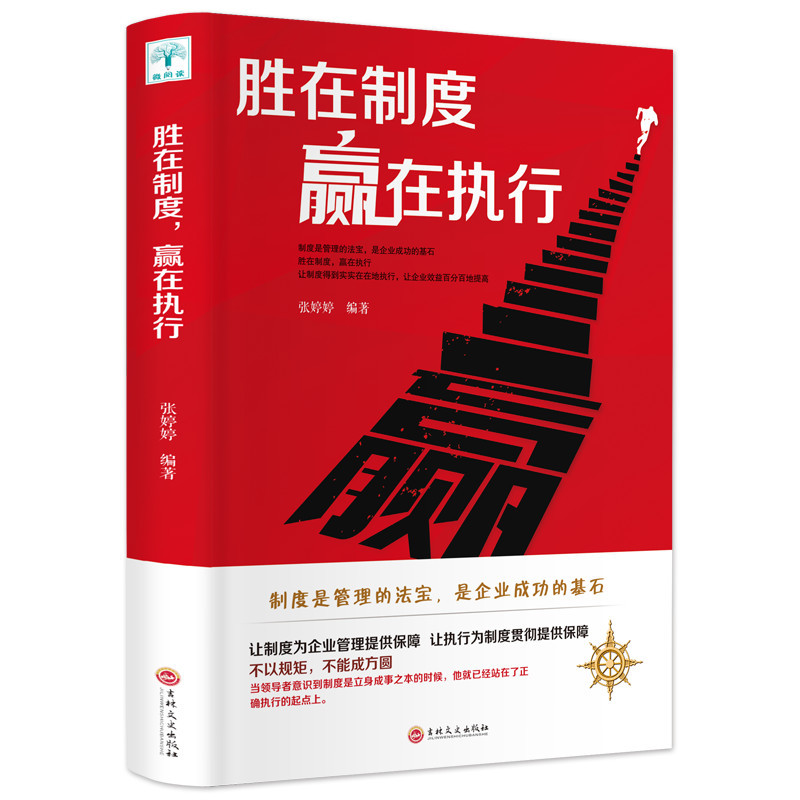 微阅读
胜在制度，赢在执行
张婷婷 编著
吉林文史出版社
JILINWENSHICHUBANSHE
胜在制度
赢在执行
制度是管理的法宝，是企业成功的基石
胜在制度，赢在执行
让制度得到实实在在地执行，让企业效益百分百地提高
张婷婷 编著
赢
制度是管理的法宝，是企业成功的基石
让制度为企业管理提供保障 让执行为制度贯彻提供保障
不以规矩，不能成方圆
当领导者意识到制度是立身成事之本的时候，他就已经站在了正
确执行的起点上。
吉林文史出版社
JILINWENSHICHUBANSHE